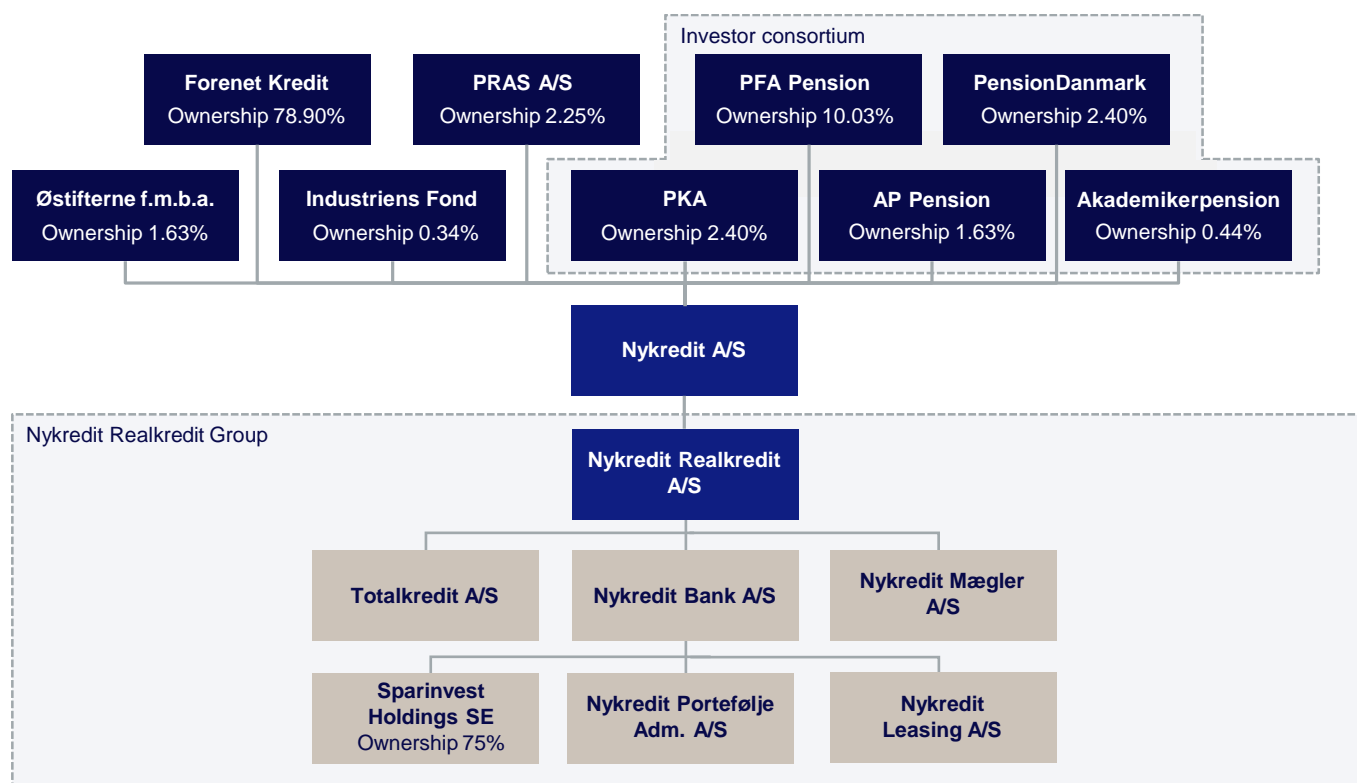 Investor consortium
Forenet Kredit
Ownership 78.90%
PRAS A/S
Ownership 2.25%
PFA Pension
Ownership 10.03%
PensionDanmark
Ownership 2.40%
Østifterne f.m.b.a.
Ownership 1.63%
Industriens Fond
Ownership 0.34%
PKA
Ownership 2.40%
AP Pension
Ownership 1.63%
Akademikerpension
Ownership 0.44%
Nykredit A/S
Nykredit Realkredit Group
Nykredit Realkredit
A/S
Totalkredit A/S
Nykredit Bank A/S
Nykredit Mægler
A/S
Sparinvest
Holdings SE
Ownership 75%
Nykredit Portefølje
Adm. A/S
Nykredit
Leasing A/S